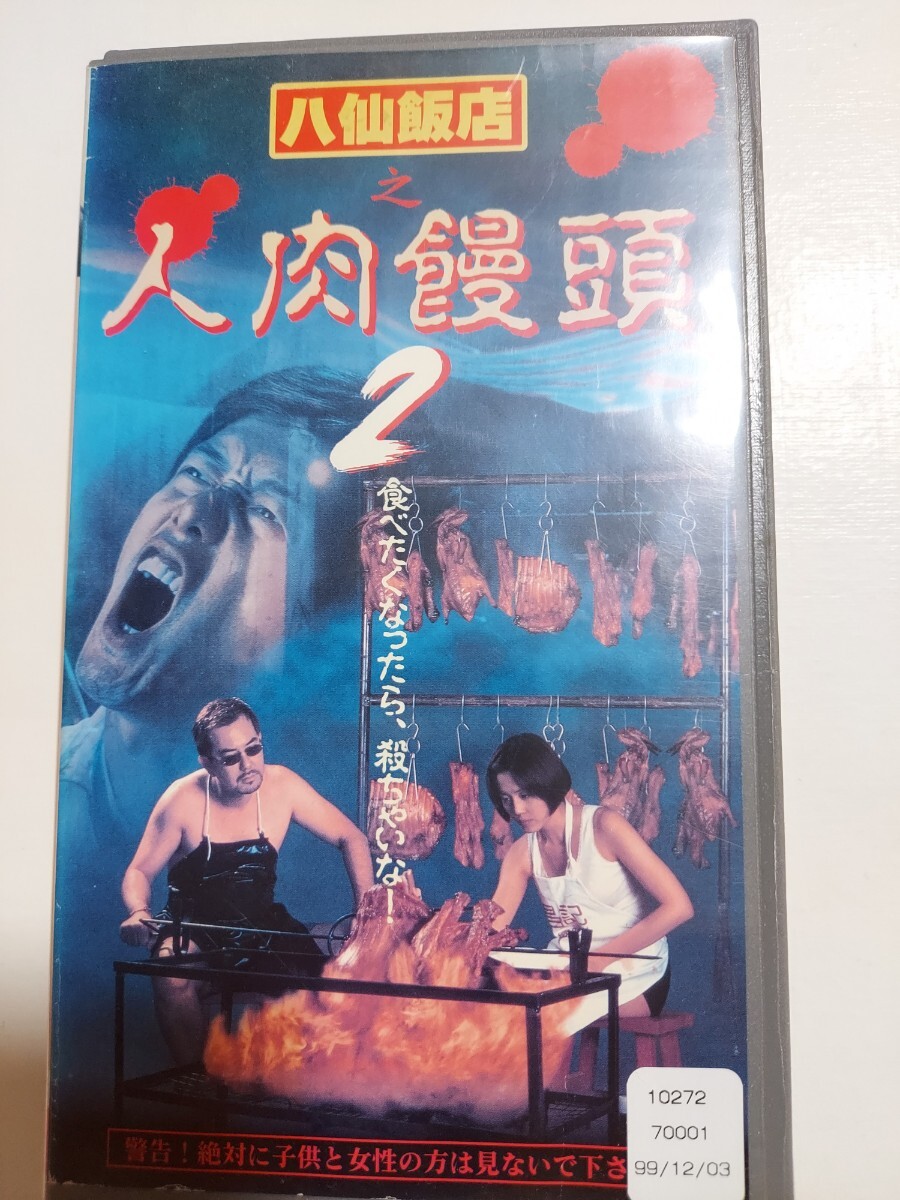 八仙飯店
之
人肉饅頭
2
食べたくなったら、殺ちゃいな!
警告!絶対に子供と女性の方は見ないで下さ
10272
70001
99/12/03